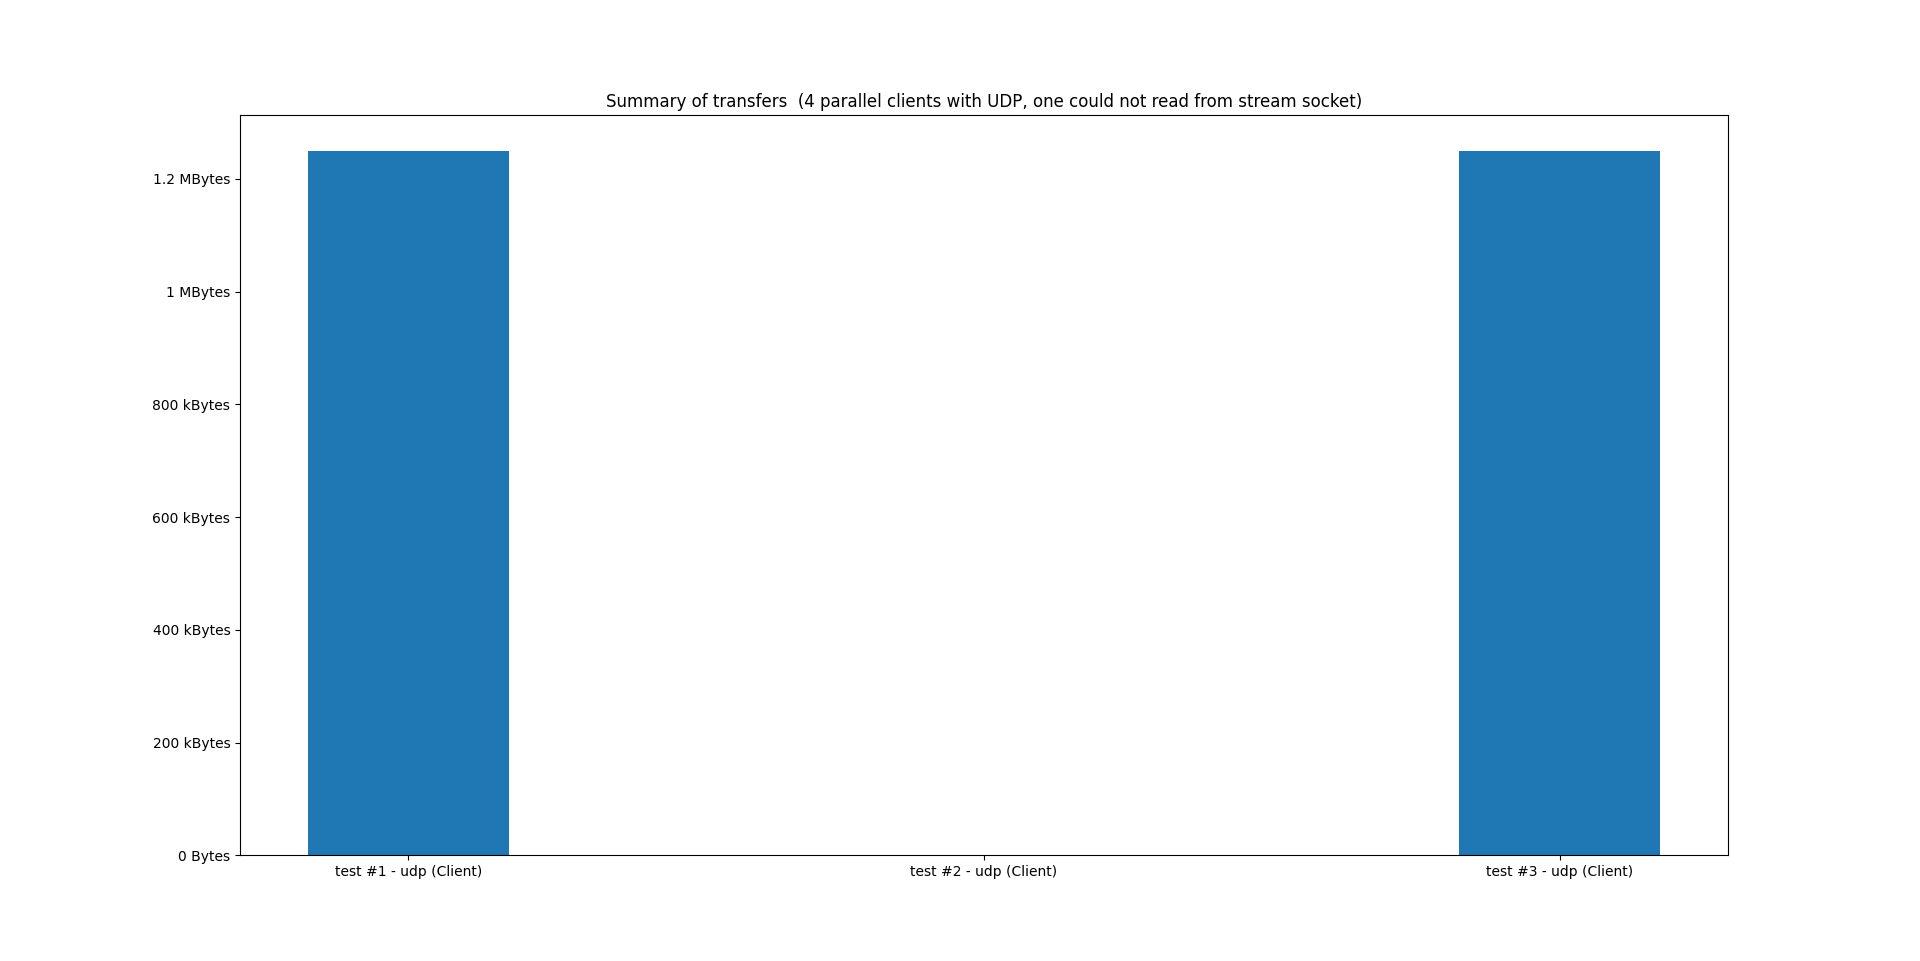 Summary of transfers  (4 parallel clients with UDP, one could not read from stream socket)
1.2 MBytes
1 MBytes
800 kBytes
600 kBytes
400 kBytes
200 kBytes
0 Bytes
test #1 - udp (Client)
test #2 - udp (Client)
test #3 - udp (Client)